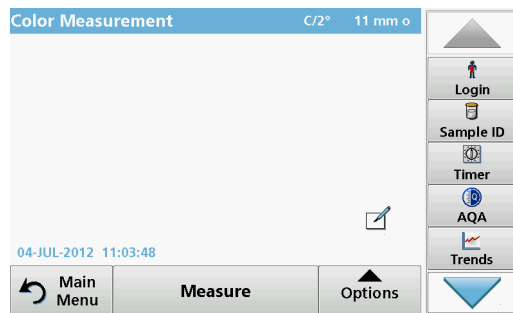 Color Measurement C/2° 11 mm o
Login
Sample ID
Timer
AQA
Trends
04-JUL-2012 11:03:48
Main
Menu
Measure
Options